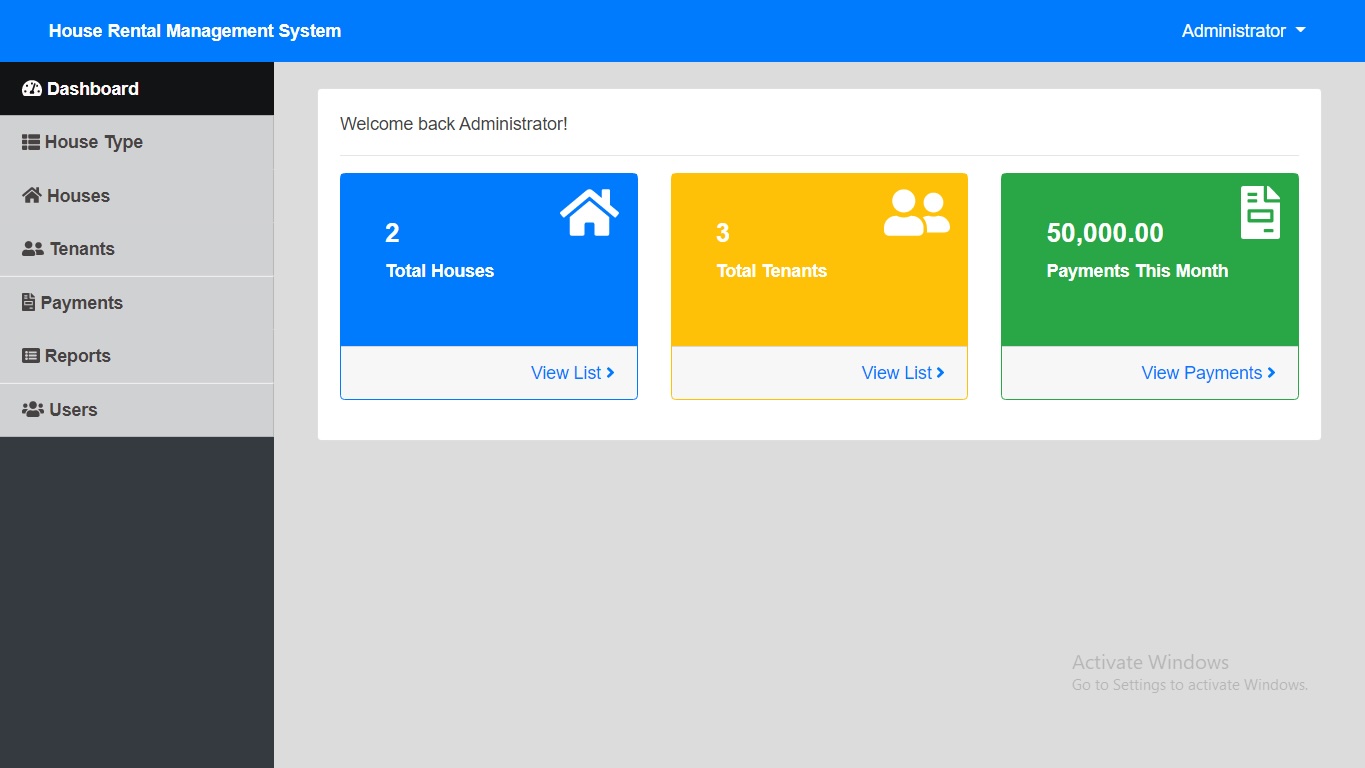 House Rental Management System
Administrator
Dashboard
House Type
Houses
Tenants
Payments
Reports
Users
Welcome back Administrator!
2
Total Houses
View List
3
Total Tenants
View List
50,000.00
Payments This Month
View Payments
Activate Windows
Go to Settings to activate Windows.